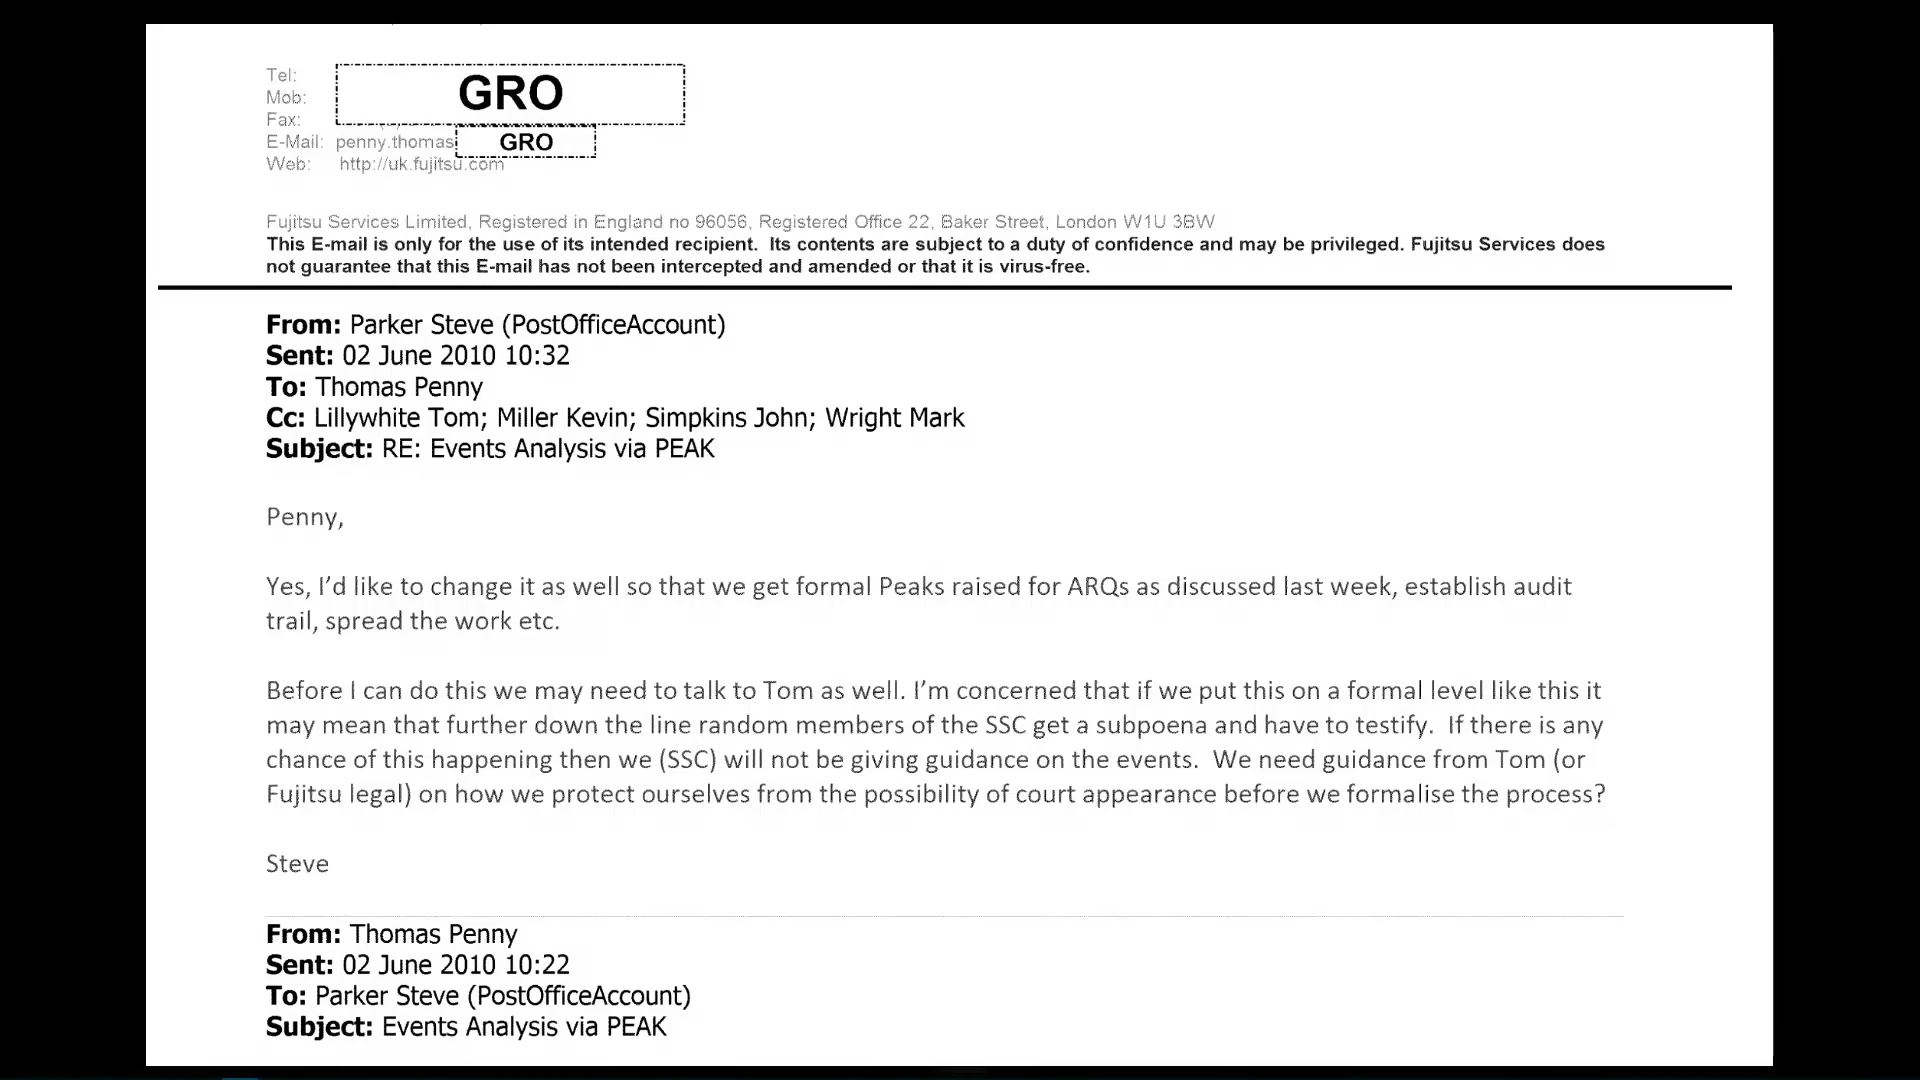 Tel:
GRO
Mob:
Fax:
E-Mail: penny.thomas GRO
Web: http://uk.fujitsu.com
Fujitsu Services Limited, Registered in England no 96056, Registered Office 22, Baker Street, London W1U 3BW
This E-mail is only for the use of its intended recipient. Its contents are subject to a duty of confidence and may be privileged. Fujitsu Services does
not guarantee that this E-mail has not been intercepted and amended or that it is virus-free.
From: Parker Steve (PostOfficeAccount)
Sent: 02 June 2010 10:32
To: Thomas Penny
Cc: Lillywhite Tom; Miller Kevin; Simpkins John; Wright Mark
Subject: RE: Events Analysis via PEAK
Penny,
Yes, I’d like to change it as well so that we get formal Peaks raised for ARQs as discussed last week, establish audit
trail, spread the work etc.
Before I can do this we may need to talk to Tom as well. I’m concerned that if we put this on a formal level like this it
may mean that further down the line random members of the SSC get a subpoena and have to testify. If there is any
chance of this happening then we (SSC) will not be giving guidance on the events. We need guidance from Tom (or
Fujitsu legal) on how we protect ourselves from the possibility of court appearance before we formalise the process?
Steve
From: Thomas Penny
Sent: 02 June 2010 10:22
To: Parker Steve (PostOfficeAccount)
Subject: Events Analysis via PEAK